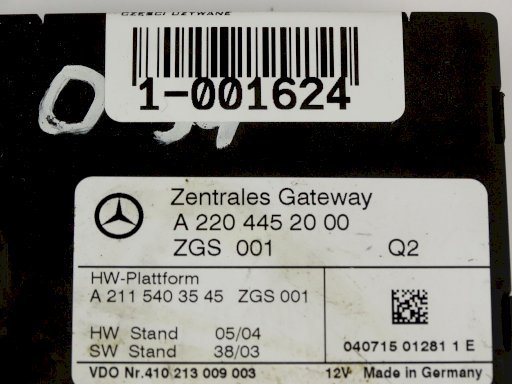 CZĘŚCI UŻYWANE
1-001624
Zentrales Gateway
A 220 445 20 00
ZGS 001 Q2
HW-Plattform
A 211 540 35 45 ZGS 001
HW Stand 05/04
SW Stand 38/03
040715 01281 1 E
VDO Nr.410 213 009 003 12V Made in Germany